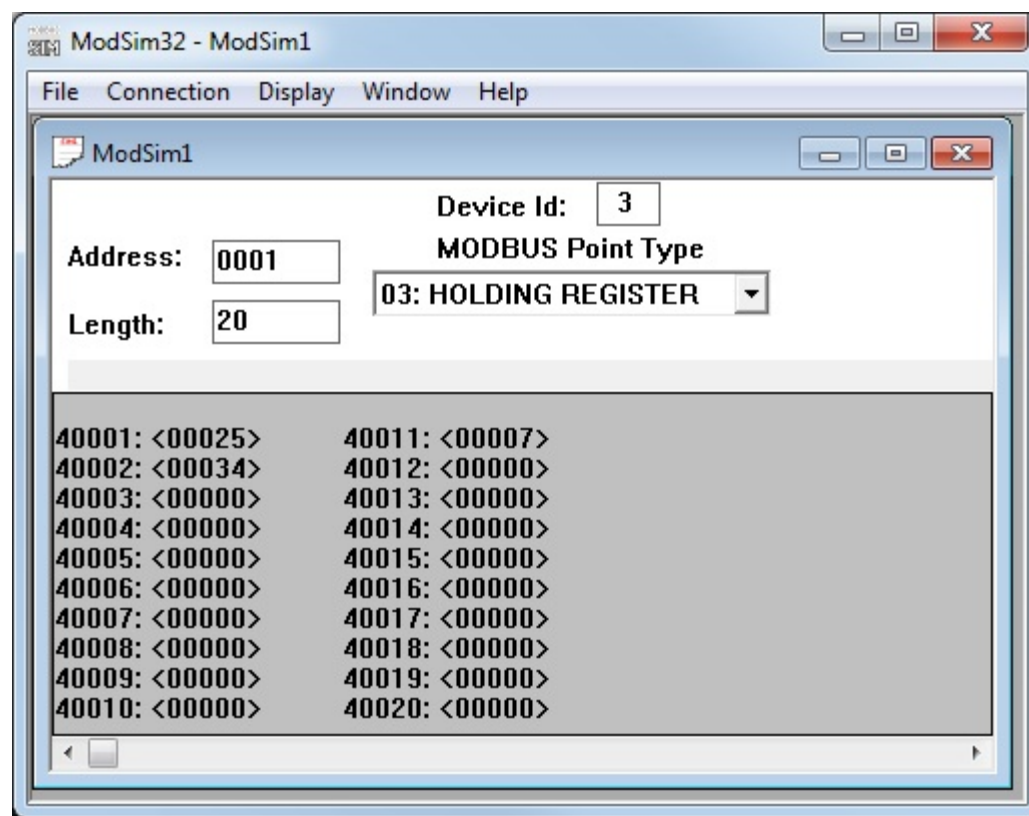 ModSim32 - ModSim1
File Connection Display Window Help
ModSim1
Device Id: 3
Address: 0001
MODBUS Point Type
03: HOLDING REGISTER
Length: 20
40001: <00025> 40011: <00007>
40002: <00034> 40012: <00000>
40003: <00000> 40013: <00000>
40004: <00000> 40014: <00000>
40005: <00000> 40015: <00000>
40006: <00000> 40016: <00000>
40007: <00000> 40017: <00000>
40008: <00000> 40018: <00000>
40009: <00000> 40019: <00000>
40010: <00000> 40020: <00000>